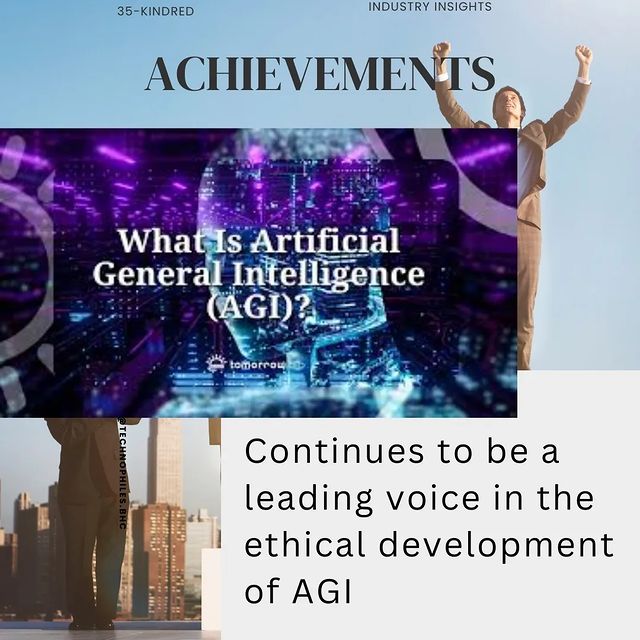 35-KINDRED
INDUSTRY INSIGHTS
ACHIEVEMENTS
What Is Artificial
General Intelligence
(AGI)?
tomorrow
@TECHNOPHILES.BHC
Continues to be a
leading voice in the
ethical development
of AGI